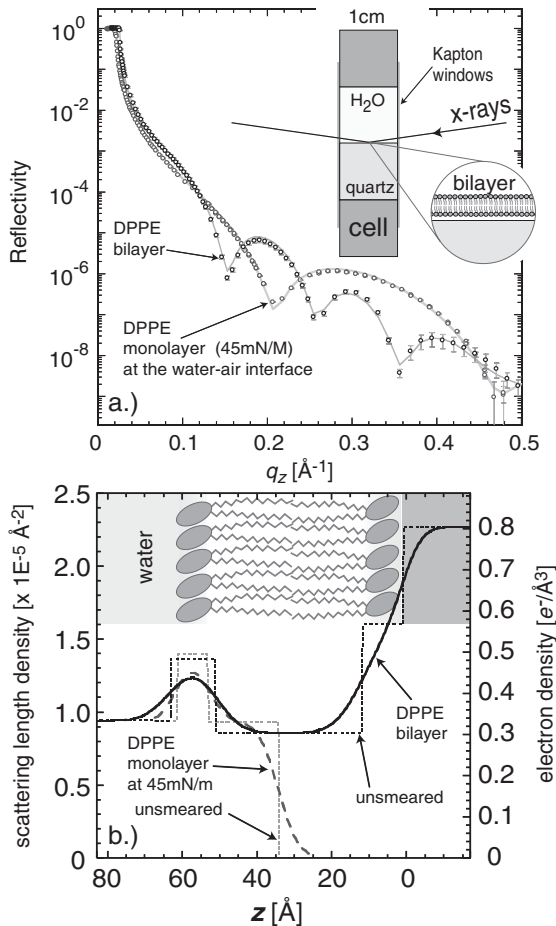 1cm
10^0
Kapton
windows
H₂O
10^-2
x-rays
Reflectivity
quartz
bilayer
10^-4
cell
DPPE
bilayer
10^-6
DPPE
monolayer (45mN/M)
at the water-air interface
10^-8
a.)
0 0.1 0.2 0.3 0.4 0.5
q_z [Å^-1]
2.5
scattering length density [x 1E^-5 Å^-2]
electron density [e^-/Å^3]
water
0.8
2.0
0.7
0.6
1.5
0.5
0.4
1.0
DPPE
bilayer
0.3
DPPE
monolayer
at 45mN/m
0.5
0.2
unsmeared
unsmeared
0.1
b.)
0 0
80 60 40 20 0
z [Å]